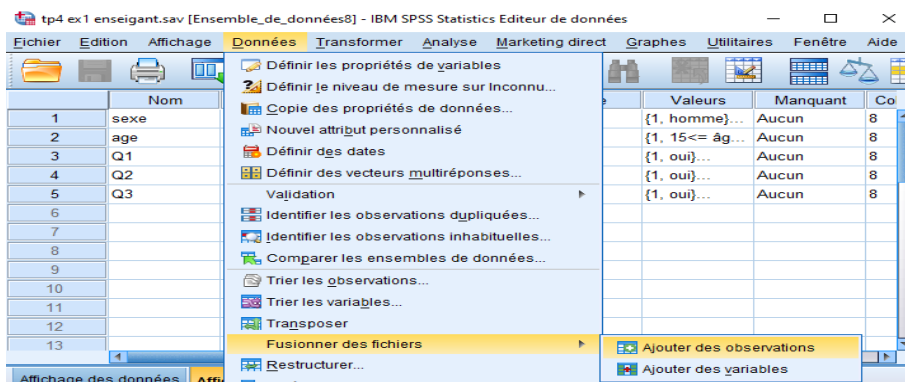 tp4 ex1 enseigant.sav [Ensemble_de_données8] - IBM SPSS Statistics Editeur de données
Fichier Edition Affichage Données Transformer Analyse Marketing direct Graphes Utilitaires Fenêtre Aide
Définir les propriétés de variables
Définir le niveau de mesure sur Inconnu...
Copie des propriétés de données...
Nouvel attribut personnalisé
Définir des dates
Définir des vecteurs multiréponses...
Validation
Identifier les observations dupliquées...
Identifier les observations inhabituelles...
Comparer les ensembles de données...
Trier les observations...
Trier les variables...
Transposer
Fusionner des fichiers
Restructurer...
Ajouter des observations
Ajouter des variables
Nom Valeurs Manquant Co
1 sexe {1, homme}... Aucun 8
2 age {1, 15<= âg... Aucun 8
3 Q1 {1, oui}... Aucun 8
4 Q2 {1, oui}... Aucun 8
5 Q3 {1, oui}... Aucun 8
6
7
8
9
10
11
12
13
Affichage des données Affi